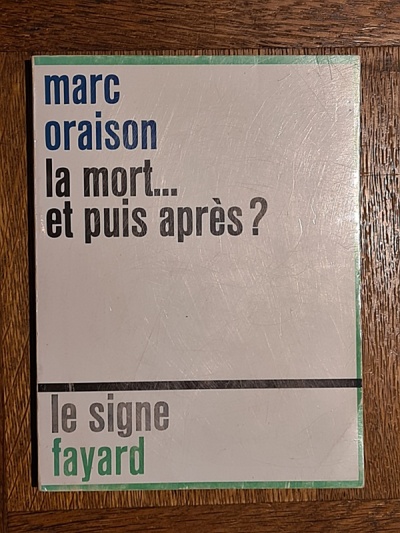 marc
oraison
la mort...
et puis après?
le signe
fayard